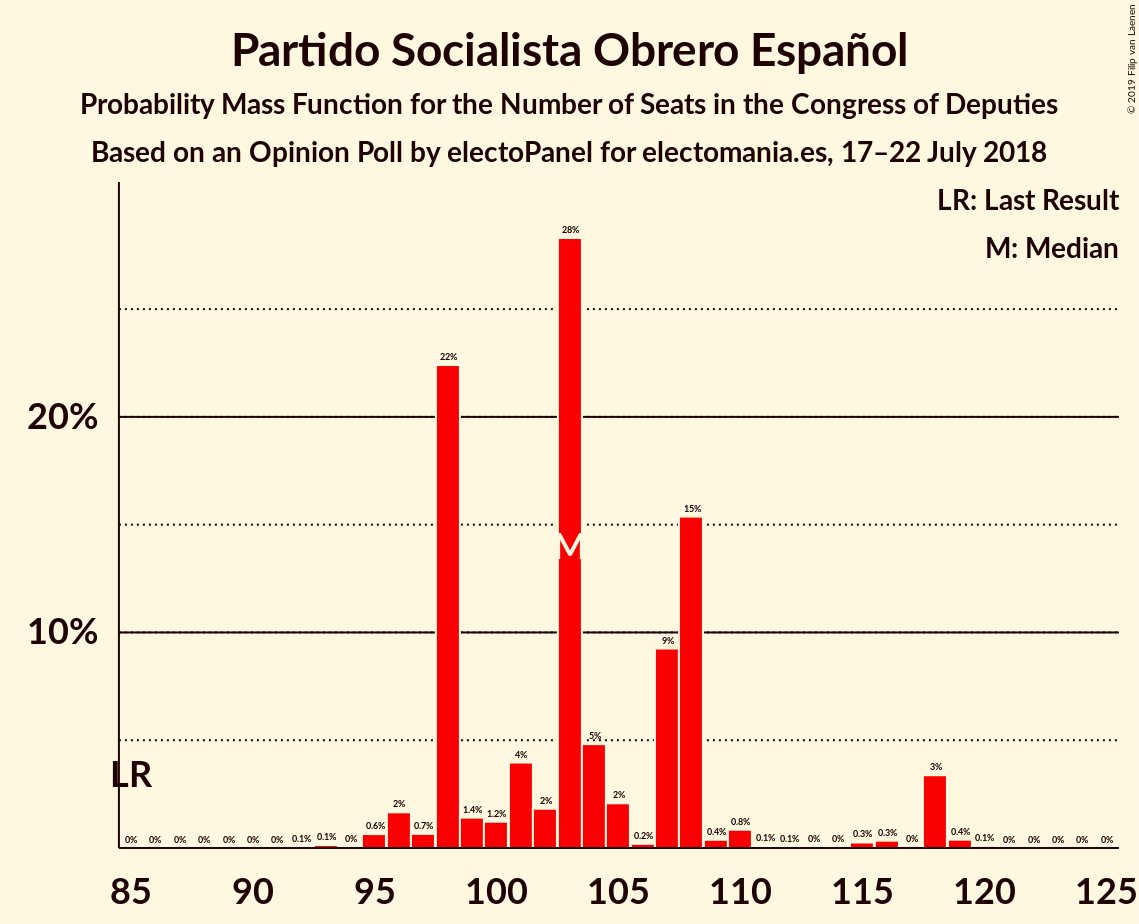 Partido Socialista Obrero Español
Probability Mass Function for the Number of Seats in the Congress of Deputies
Based on an Opinion Poll by electoPanel for electomania.es, 17–22 July 2018
© 2019 Filip van Laenen
LR: Last Result
M: Median
28%
22%
20%
15%
M
10%
9%
5%
LR
4%
3%
2%
2%
2%
0% 0% 0% 0% 0% 0% 0% 0.1% 0.1% 0% 0.6% 0.7% 1.4% 1.2% 0.2% 0.4% 0.8% 0.1% 0.1% 0% 0% 0.3% 0.3% 0% 0.4% 0.1% 0% 0% 0% 0% 0%
85 90 95 100 105 110 115 120 125